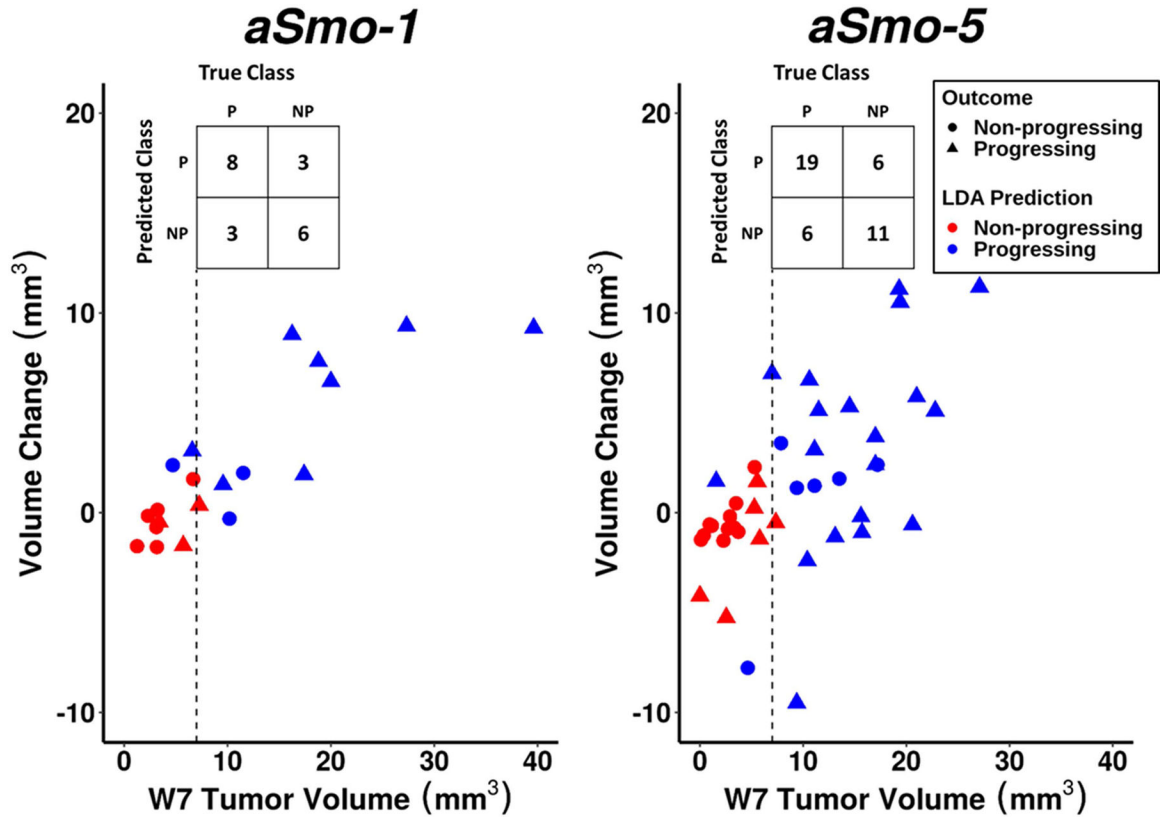 aSmo-1
True Class
P NP
Predicted Class
P 8 3
NP 3 6
20
10
0
-10
Volume Change (mm3)
0 10 20 30 40
W7 Tumor Volume (mm3)
aSmo-5
True Class
P NP
Predicted Class
P 19 6
NP 6 11
Outcome
Non-progressing
Progressing
LDA Prediction
Non-progressing
Progressing
20
10
0
-10
Volume Change (mm3)
0 10 20 30 40
W7 Tumor Volume (mm3)